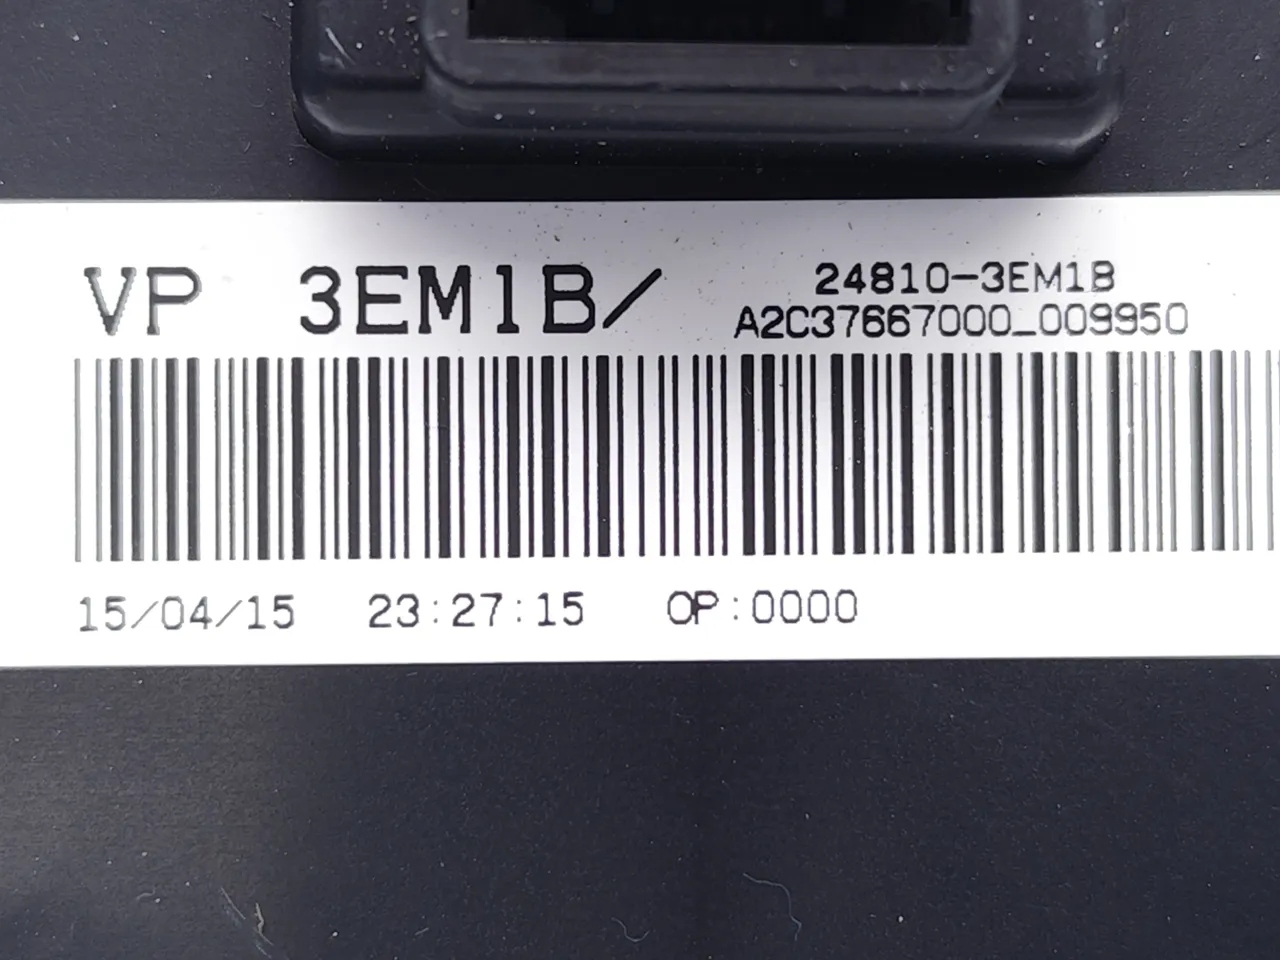 VP 3EM1B/
24810-3EM1B
A2C37667000_009950
15/04/15 23:27:15 OP:0000